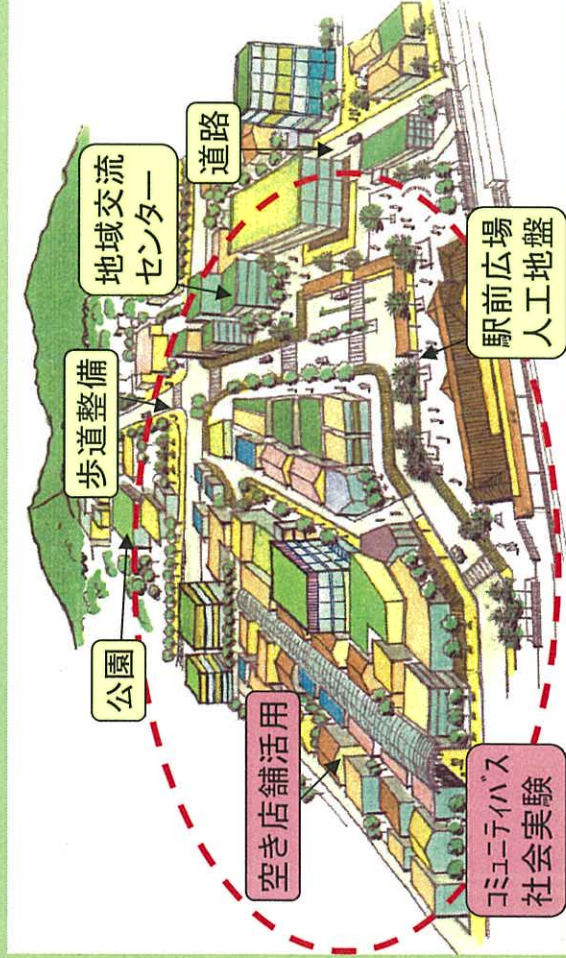 公園
歩道整備
地域交流
センター
道路
空き店舗活用
コミュニティバス
社会実験
駅前広場
人工地盤